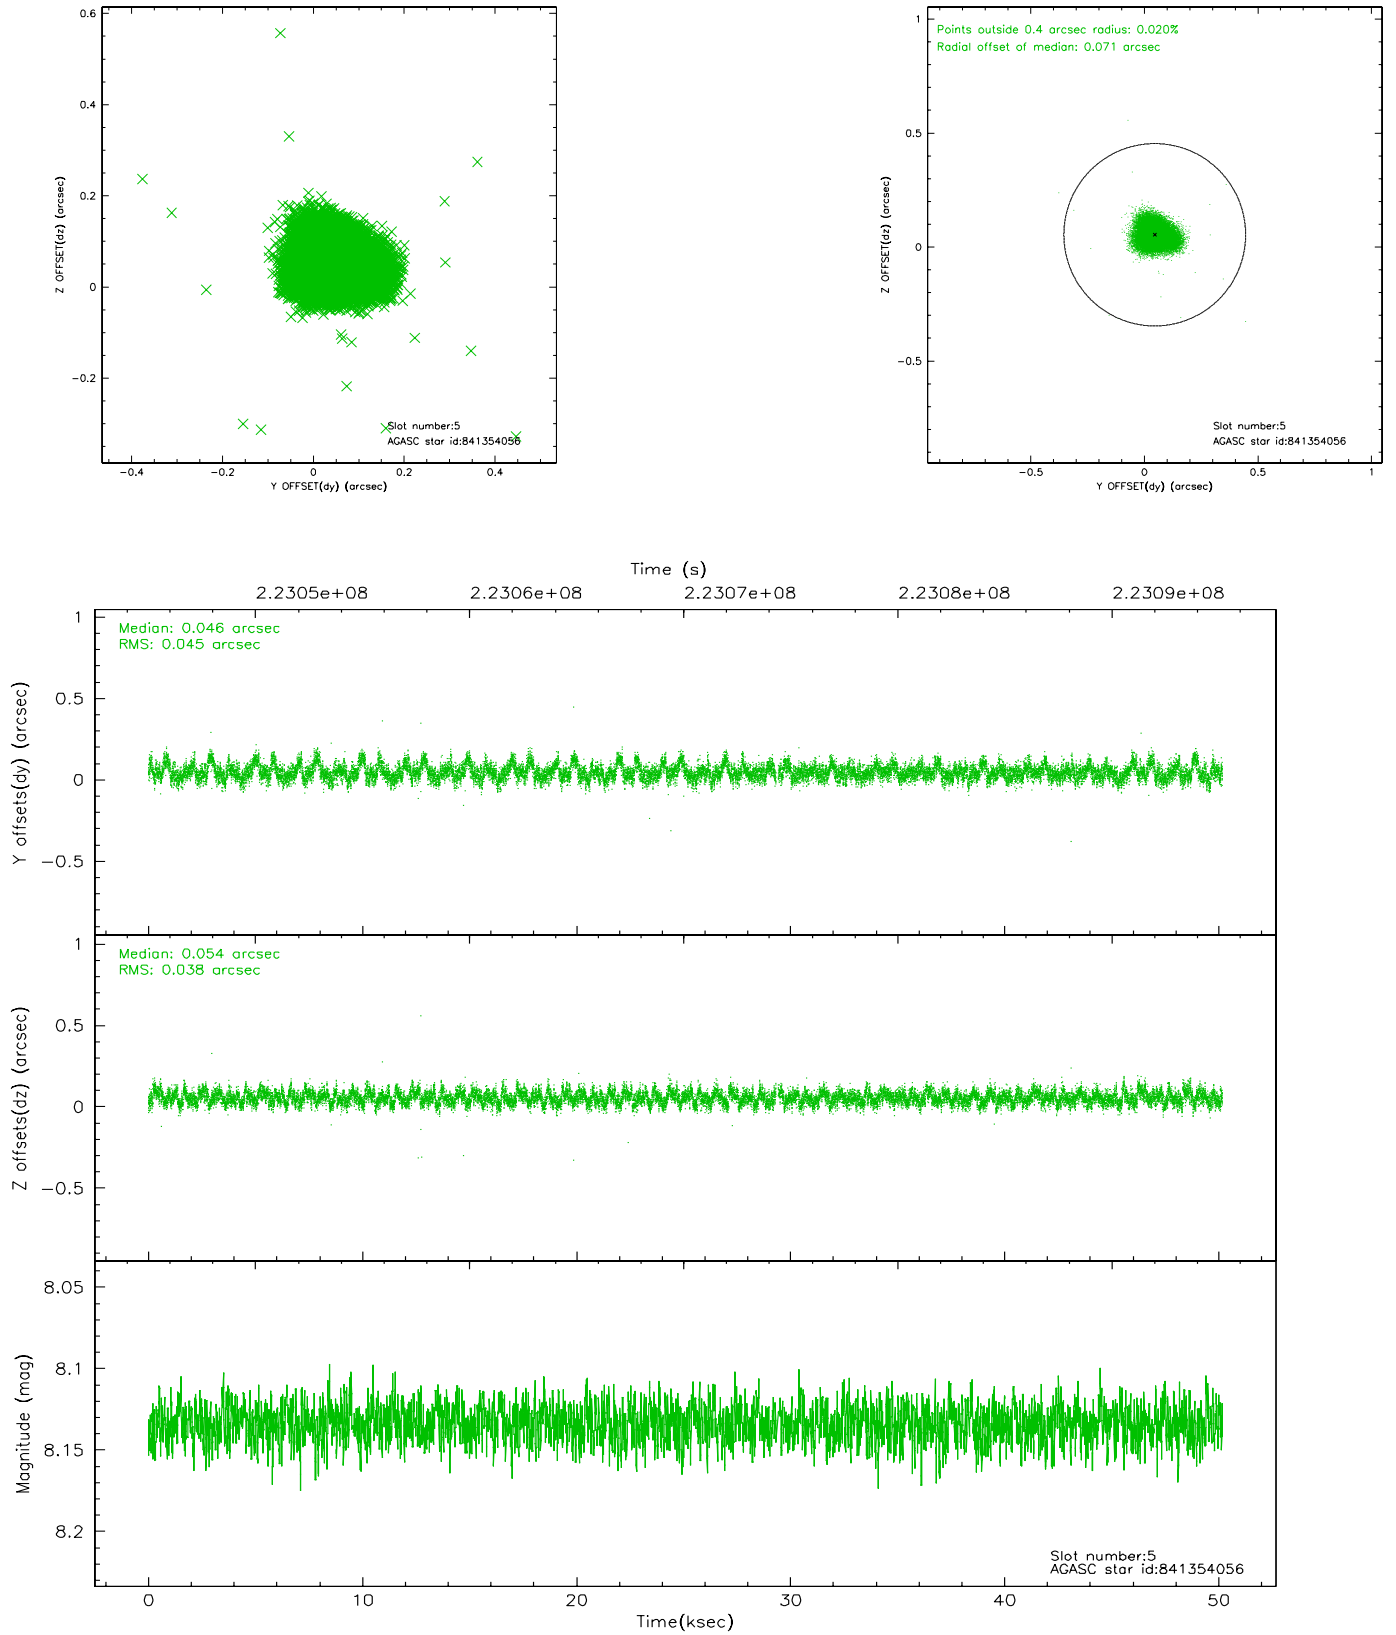 0.6
0.4
0.2
0
−0.2
Z OFFSET(dz) (arcsec)
Slot number:5
AGASC star id:841354056
−0.4 −0.2 0 0.2 0.4
Y OFFSET(dy) (arcsec)
Points outside 0.4 arcsec radius: 0.020%
Radial offset of median: 0.071 arcsec
1
0.5
0
−0.5
Z OFFSET(dz) (arcsec)
Slot number:5
AGASC star id:841354056
−0.5 0 0.5 1
Y OFFSET(dy) (arcsec)
Time (s)
2.2305e+08 2.2306e+08 2.2307e+08 2.2308e+08 2.2309e+08
Median: 0.046 arcsec
RMS: 0.045 arcsec
1
0.5
0
−0.5
Y offsets(dy) (arcsec)
Median: 0.054 arcsec
RMS: 0.038 arcsec
1
0.5
0
−0.5
Z offsets(dz) (arcsec)
8.05
8.1
8.15
8.2
Magnitude (mag)
Slot number:5
AGASC star id:841354056
0 10 20 30 40 50
Time(ksec)